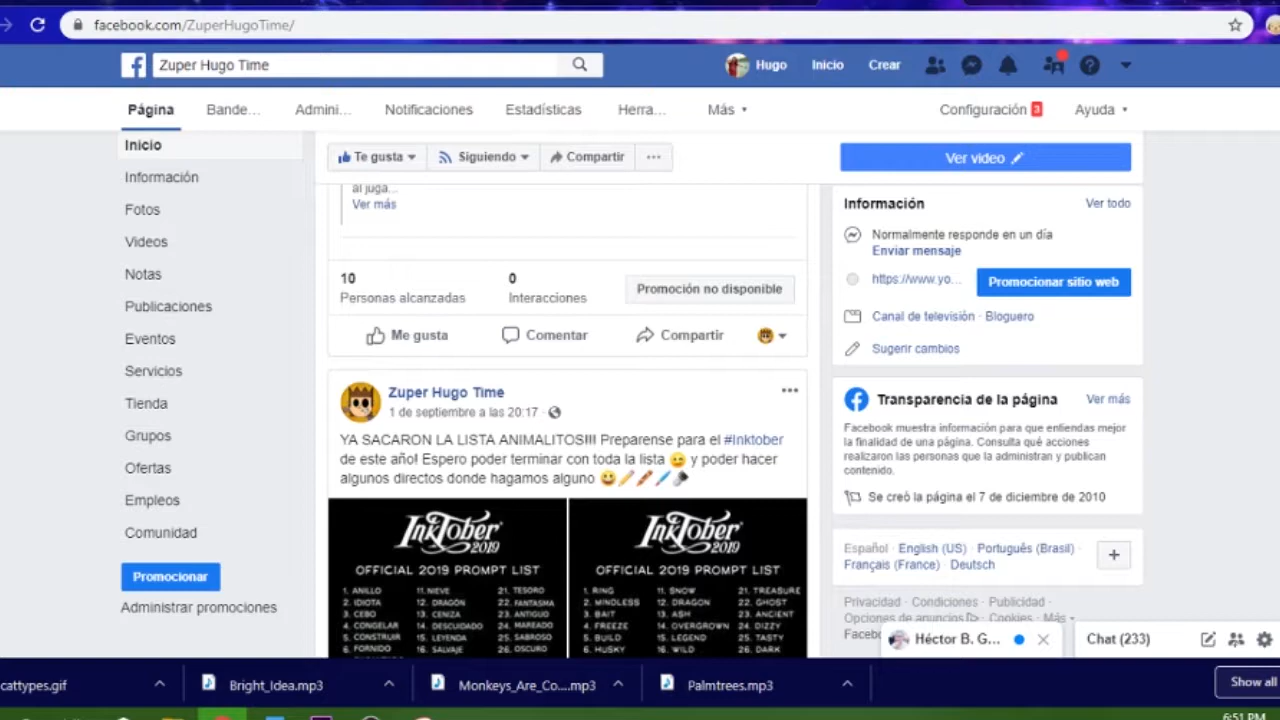 facebook.com/ZuperHugoTime/
Zuper Hugo Time
Hugo Inicio Crear
Página Bande... Admini... Notificaciones Estadísticas Herra... Más Configuración 3 Ayuda
Inicio
Información
Fotos
Videos
Notas
Publicaciones
Eventos
Servicios
Tienda
Grupos
Ofertas
Empleos
Comunidad
Promocionar
Administrar promociones
Te gusta Siguiendo Compartir ...
al juga...
Ver más
10
Personas alcanzadas
0
Interacciones
Promoción no disponible
Me gusta Comentar Compartir
Zuper Hugo Time
1 de septiembre a las 20:17 ·
YA SACARON LA LISTA ANIMALITOS!!! Preparense para el #Inktober
de este año! Espero poder terminar con toda la lista 😉 y poder hacer
algunos directos donde hagamos alguno 😀
INKTOBER
2019
OFFICIAL 2019 PROMPT LIST
1. ANILLO 11. NIEVE 21. TESORO
2. IDIOTA 12. DRAGÓN 22. FANTASMA
3. CEBO 13. CENIZA 23. ANTIGUO
4. CONGELAR 14. DESCUIDADO 24. MAREADO
5. CONSTRUIR 15. LEYENDA 25. SABROSO
6. FORNIDO 16. SALVAJE 26. OSCURO
INKTOBER
2019
OFFICIAL 2019 PROMPT LIST
1. RING 11. SNOW 21. TREASURE
2. MINDLESS 12. DRAGON 22. GHOST
3. BAIT 13. ASH 23. ANCIENT
4. FREEZE 14. OVERGROWN 24. DIZZY
5. BUILD 15. LEGEND 25. TASTY
6. HUSKY 16. WILD 26. DARK
Ver video
Información Ver todo
Normalmente responde en un día
Enviar mensaje
https://www.yo... Promocionar sitio web
Canal de televisión · Bloguero
Sugerir cambios
Transparencia de la página Ver más
Facebook muestra información para que entiendas mejor
la finalidad de una página. Consulta qué acciones
realizaron las personas que la administran y publican
contenido.
Se creó la página el 7 de diciembre de 2010
Español · English (US) · Português (Brasil) ·
Français (France) · Deutsch
+
Privacidad · Condiciones · Publicidad ·
Opciones de anuncios · Cookies · Más
Faceb
Héctor B. G...
Chat (233)
cattypes.gif Bright_Idea.mp3 Monkeys_Are_Co....mp3 Palmtrees.mp3 Show all
6:51 PM